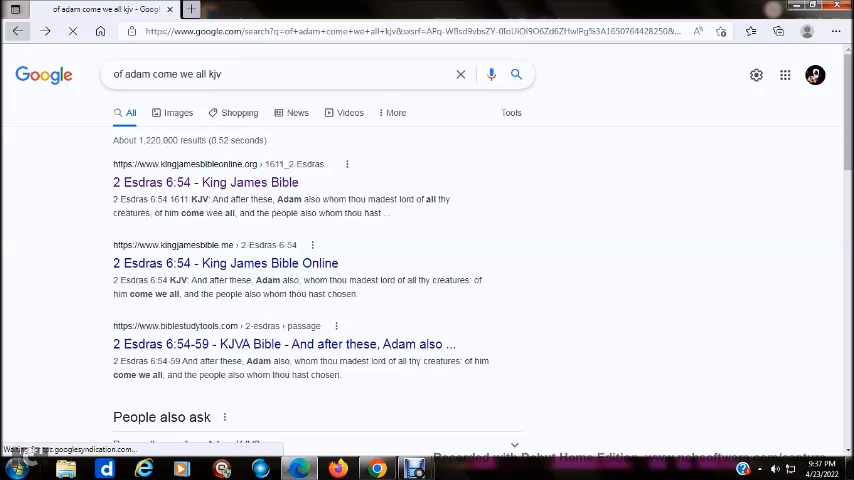 of adam come we all kjv - Googl
https://www.google.com/search?q=of+adam+come+we+all+kjv
Google
of adam come we all kjv
All Images Shopping News Videos More Tools
About 1,220,000 results (0.52 seconds)
https://www.kingjamesbibleonline.org › 1611_2-Esdras...
2 Esdras 6:54 - King James Bible
2 Esdras 6:54 1611 KJV: And after these, Adam also whom thou madest lord of all thy
creatures, of him come wee all, and the people also whom thou hast ...
https://www.kingjamesbible.me › 2-Esdras-6-54
2 Esdras 6:54 - King James Bible Online
2 Esdras 6:54 KJV: And after these, Adam also, whom thou madest lord of all thy creatures: of
him come we all, and the people also whom thou hast chosen.
https://www.biblestudytools.com › 2-esdras › passage
2 Esdras 6:54-59 - KJVA Bible - And after these, Adam also ...
2 Esdras 6:54-59 And after these, Adam also, whom thou madest lord of all thy creatures: of him
come we all, and the people also whom thou hast chosen.
People also ask
9:37 PM
4/23/2022